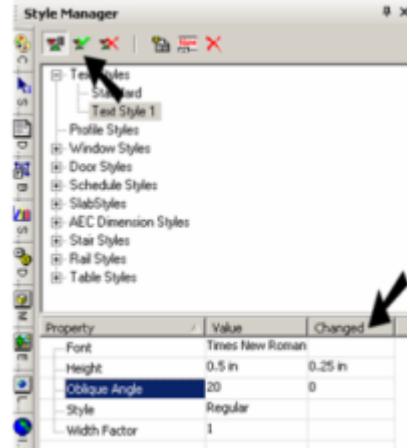 Style Manager
Text Styles
Standard
Text Style 1
Profile Styles
Window Styles
Door Styles
Schedule Styles
SlabStyles
AEC Dimension Styles
Stair Styles
Rail Styles
Table Styles
Property Value Changed
Font Times New Roman
Height 0.5 in 0.25 in
Oblique Angle 20 0
Style Regular
Width Factor 1